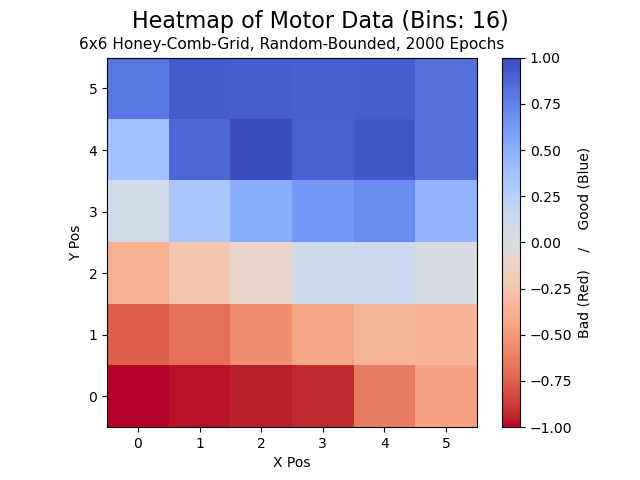 Heatmap of Motor Data (Bins: 16)
6x6 Honey-Comb-Grid, Random-Bounded, 2000 Epochs
5
4
3
2
1
0
Y Pos
0 1 2 3 4 5
X Pos
1.00
0.75
0.50
0.25
0.00
−0.25
−0.50
−0.75
−1.00
Bad (Red) / Good (Blue)